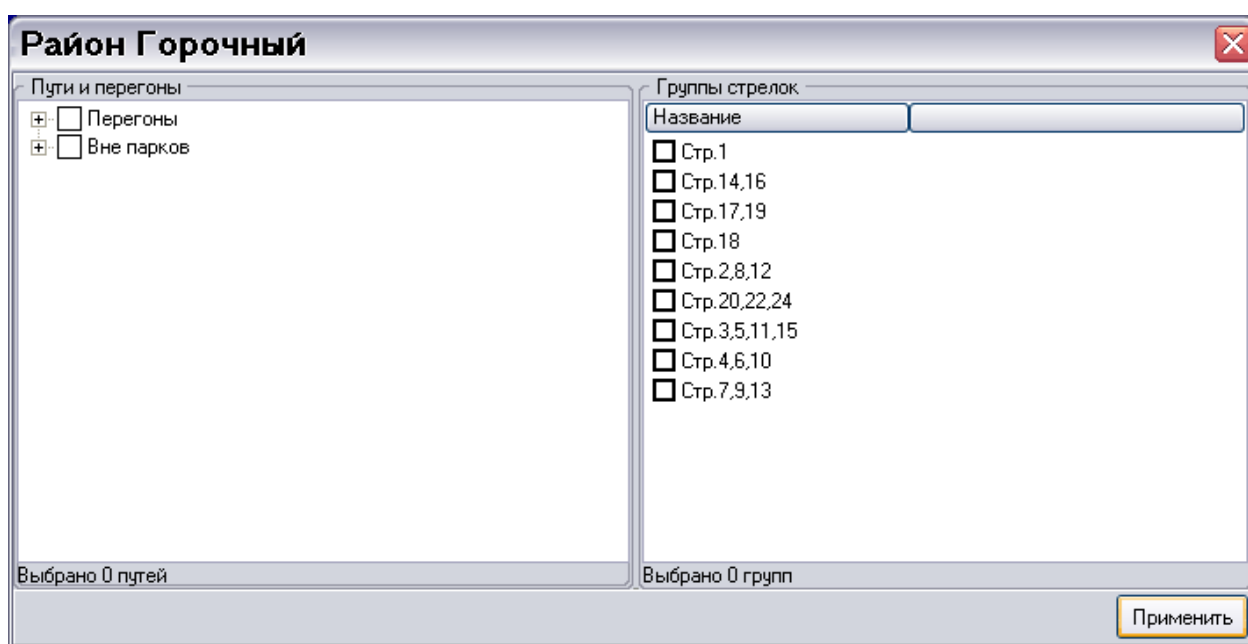 Район Горочный
Пути и перегоны
Перегоны
Вне парков
Выбрано 0 путей
Группы стрелок
Название
Стр.1
Стр.14,16
Стр.17,19
Стр.18
Стр.2,8,12
Стр.20,22,24
Стр.3,5,11,15
Стр.4,6,10
Стр.7,9,13
Выбрано 0 групп
Применить